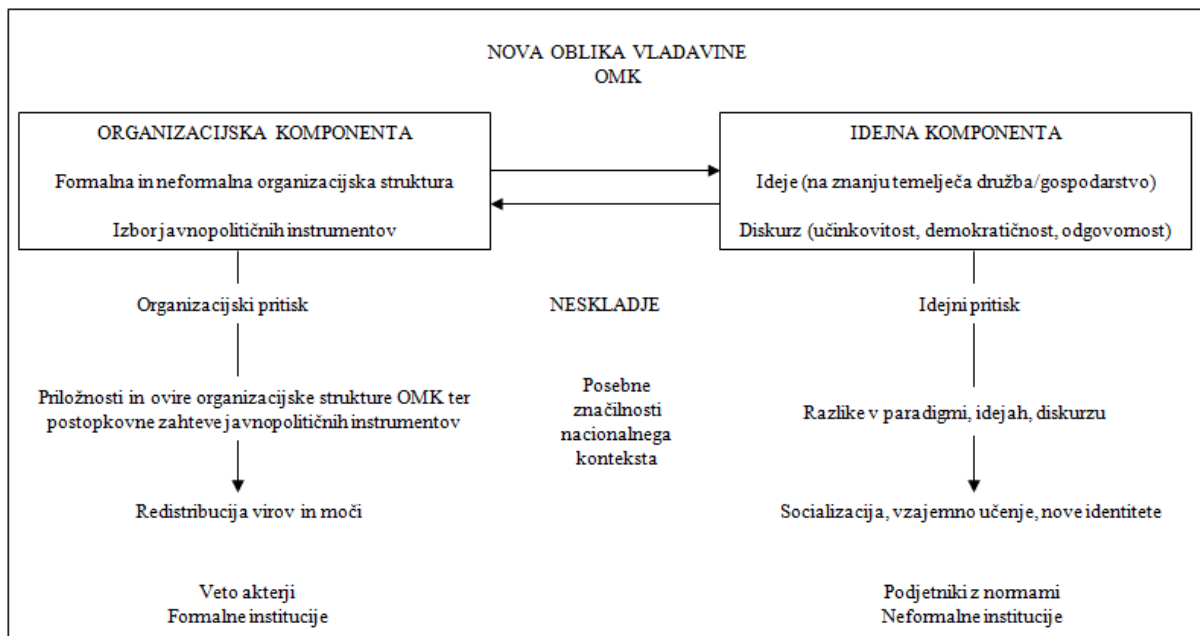 NOVA OBLIKA VLADAVINE
OMK
ORGANIZACIJSKA KOMPONENTA
Formalna in neformalna organizacijska struktura
Izbor javnopolitičnih instrumentov
IDEJNA KOMPONENTA
Ideje (na znanju temelječa družba/gospodarstvo)
Diskurz (učinkovitost, demokratičnost, odgovornost)
Organizacijski pritisk
NESKLADJE
Idejni pritisk
Priložnosti in ovire organizacijske strukture OMK ter
postopkovne zahteve javnopolitičnih instrumentov
Posebne
značilnosti
nacionalnega
konteksta
Razlike v paradigmi, idejah, diskurzu
Redistribucija virov in moči
Socializacija, vzajemno učenje, nove identitete
Veto akterji
Formalne institucije
Podjetniki z normami
Neformalne institucije